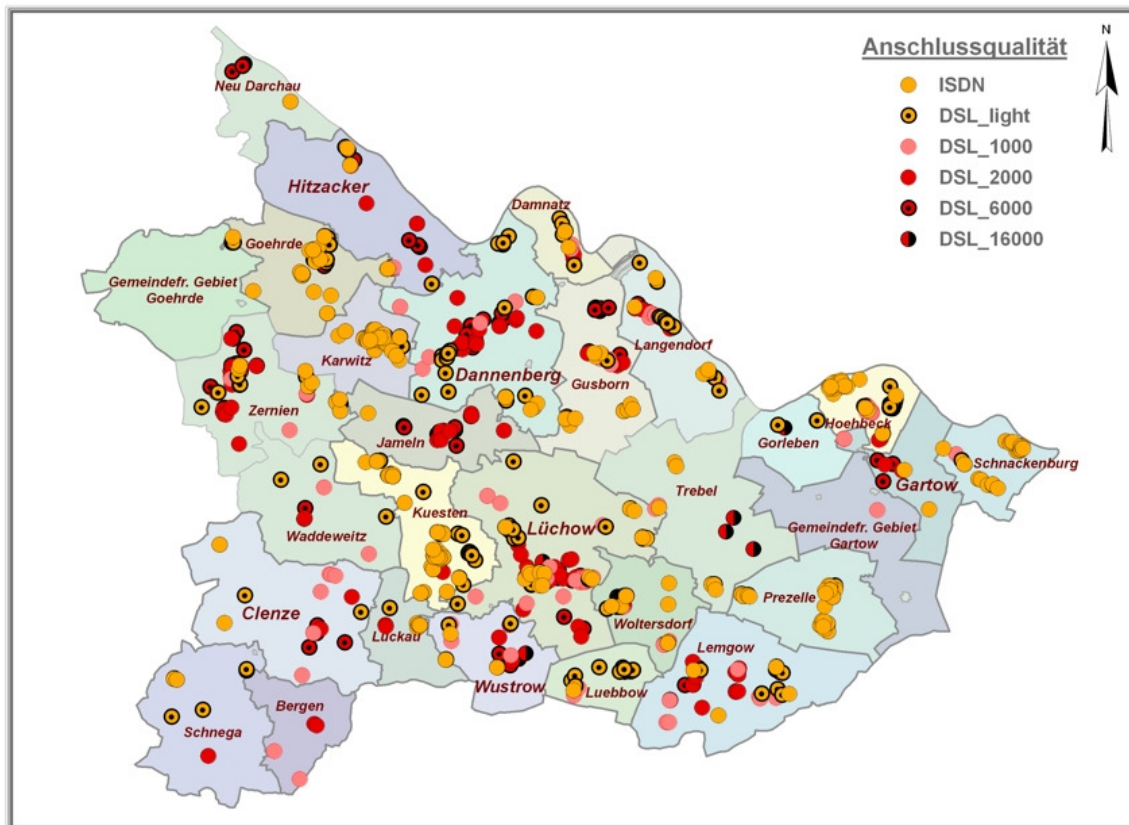 N
Anschlussqualität
ISDN
DSL_light
DSL_1000
DSL_2000
DSL_6000
DSL_16000
Neu Darchau
Hitzacker
Damnatz
Goehrde
Gemeindefr. Gebiet
Goehrde
Langendorf
Karwitz
Dannenberg
Gusborn
Zernien
Jameln
Gorleben
Hoehbeck
Schnackenburg
Gartow
Trebel
Kuesten
Lüchow
Waddeweitz
Gemeindefr. Gebiet
Gartow
Prezelle
Clenze
Woltersdorf
Luckau
Lemgow
Wustrow
Luebbow
Bergen
Schnega